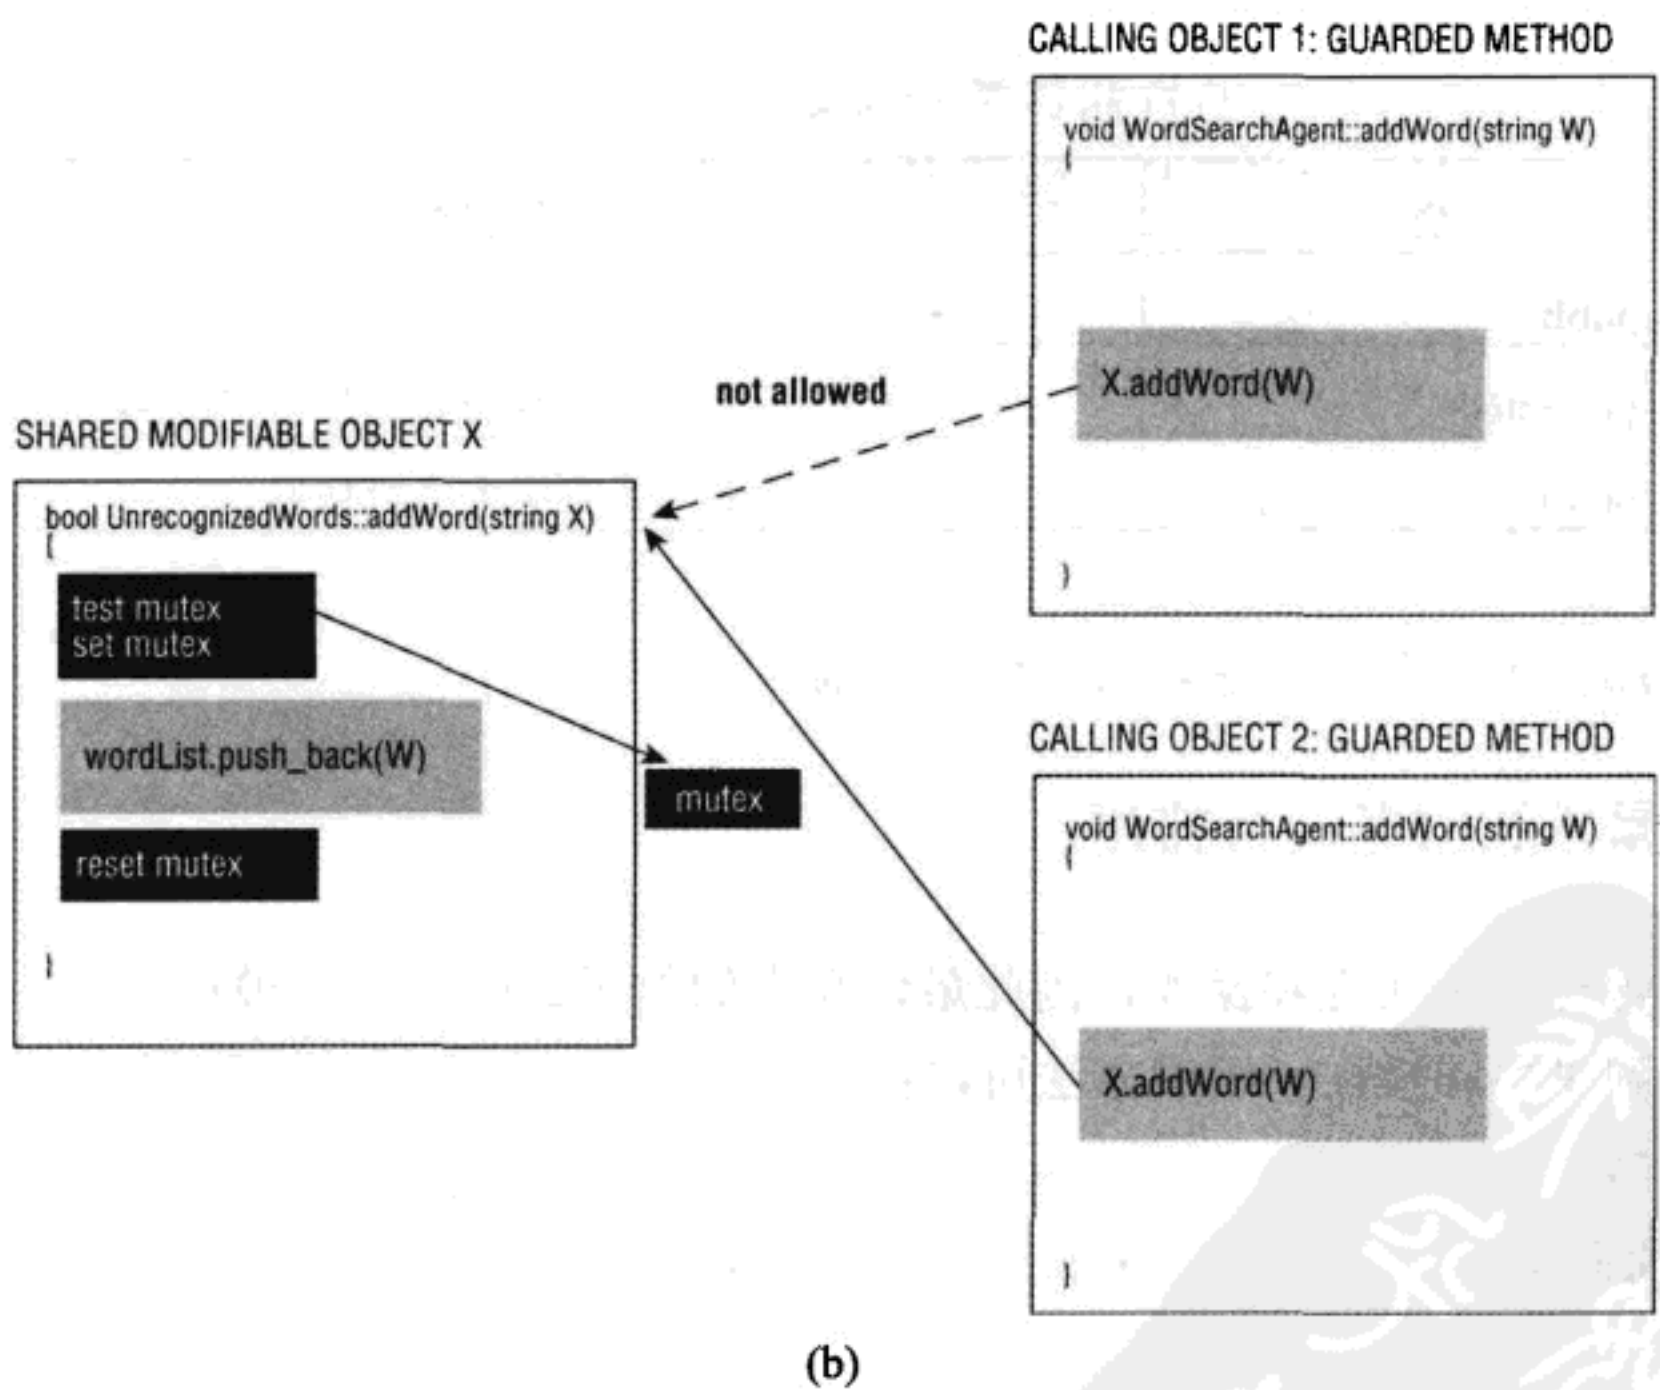 CALLING OBJECT 1: GUARDED METHOD
void WordSearchAgent::addWord(string W)
{
X.addWord(W)
}
not allowed
SHARED MODIFIABLE OBJECT X
bool UnrecognizedWords::addWord(string X)
{
test mutex
set mutex
wordList.push_back(W)
reset mutex
}
mutex
CALLING OBJECT 2: GUARDED METHOD
void WordSearchAgent::addWord(string W)
{
X.addWord(W)
}
(b)